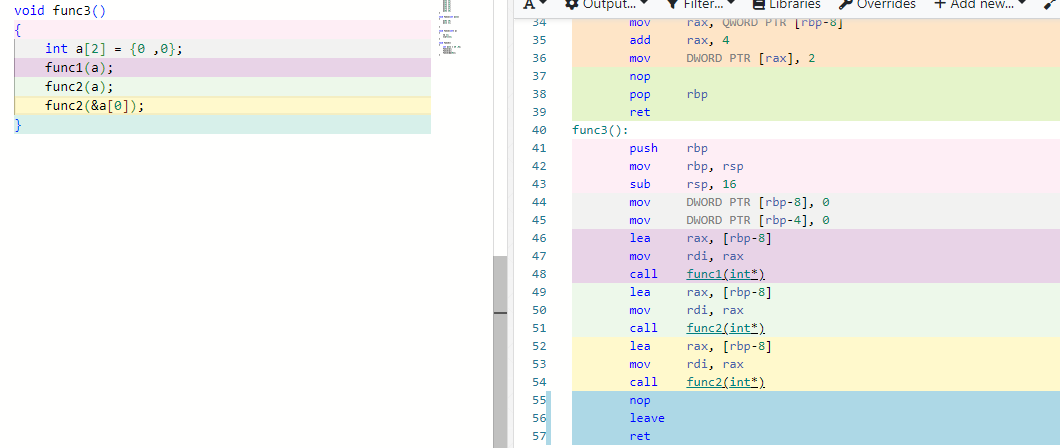 void func3()
{
int a[2] = {0 ,0};
func1(a);
func2(a);
func2(&a[0]);
}
A Output... Filter... Libraries Overrides + Add new...
34 mov rax, QWORD PTR [rbp-8]
35 add rax, 4
36 mov DWORD PTR [rax], 2
37 nop
38 pop rbp
39 ret
40 func3():
41 push rbp
42 mov rbp, rsp
43 sub rsp, 16
44 mov DWORD PTR [rbp-8], 0
45 mov DWORD PTR [rbp-4], 0
46 lea rax, [rbp-8]
47 mov rdi, rax
48 call func1(int*)
49 lea rax, [rbp-8]
50 mov rdi, rax
51 call func2(int*)
52 lea rax, [rbp-8]
53 mov rdi, rax
54 call func2(int*)
55 nop
56 leave
57 ret